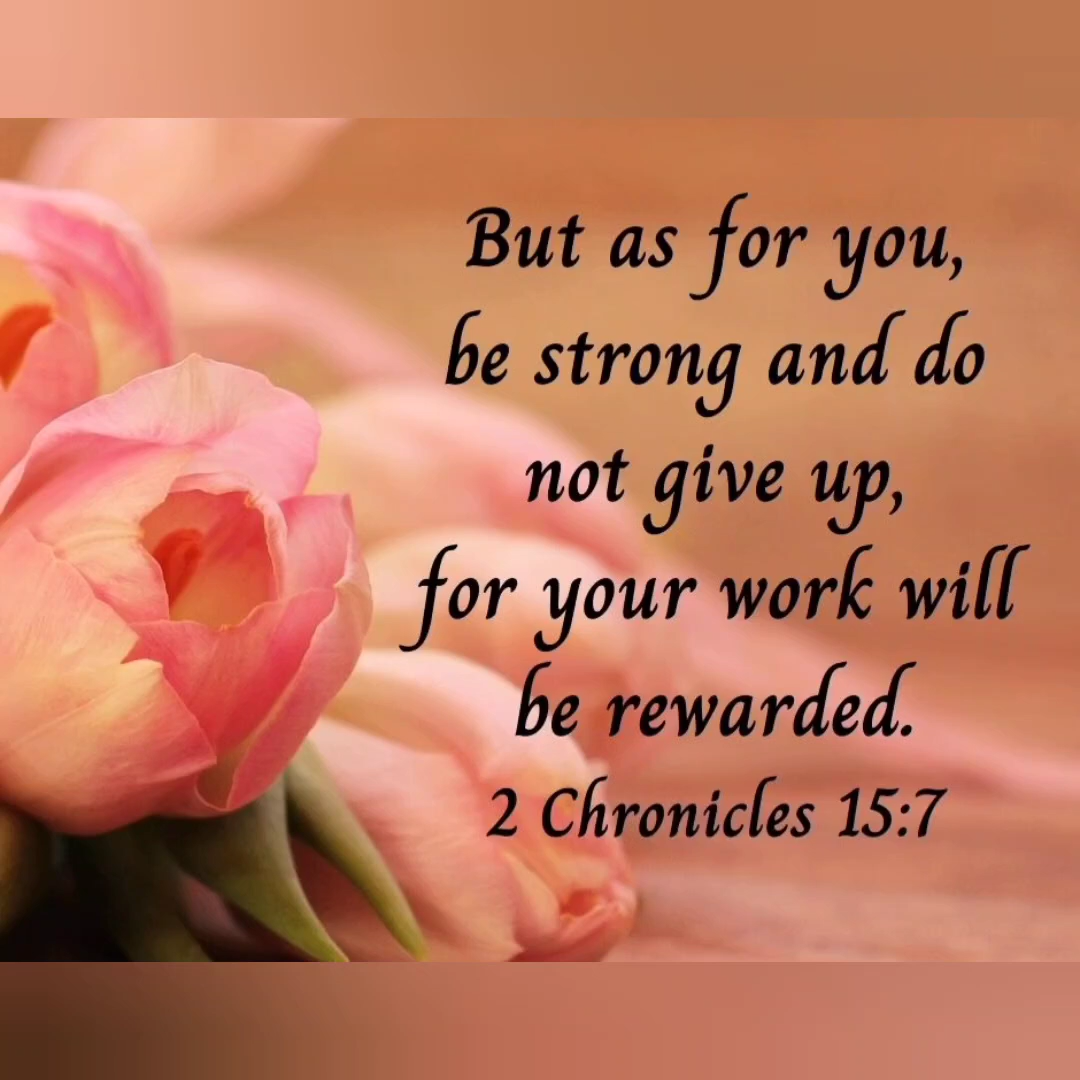 But as for you,
be strong and do
not give up,
for your work will
be rewarded.
2 Chronicles 15:7